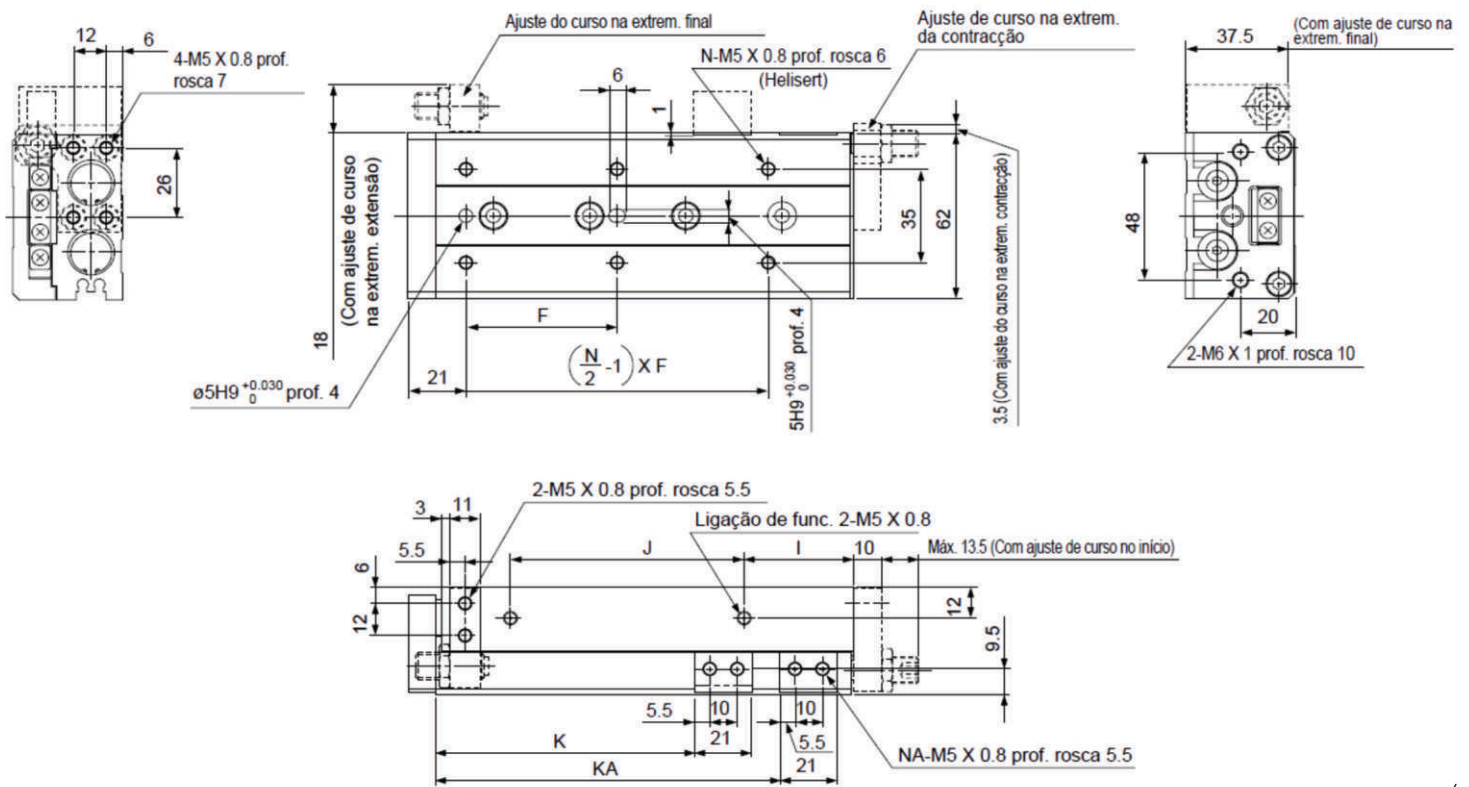 12
6
4-M5 X 0.8 prof.
rosca 7
26
Ajuste do curso na extrem. final
6
N-M5 X 0.8 prof. rosca 6
(Helisert)
1
Ajuste de curso na extrem.
da contracção
18
(Com ajuste de curso
na extrem. extensão)
35
62
3.5 (Com ajuste do curso na extrem. contracção)
F
21
(N/2 -1) X F
ø5H9 +0.030 0 prof. 4
5H9 +0.030 0 prof. 4
37.5
(Com ajuste de curso na
extrem. final)
48
20
2-M6 X 1 prof. rosca 10
2-M5 X 0.8 prof. rosca 5.5
3
11
5.5
6
12
Ligação de func. 2-M5 X 0.8
J
I
10
Máx. 13.5 (Com ajuste de curso no início)
12
9.5
5.5
10
21
10
5.5
21
K
KA
NA-M5 X 0.8 prof. rosca 5.5